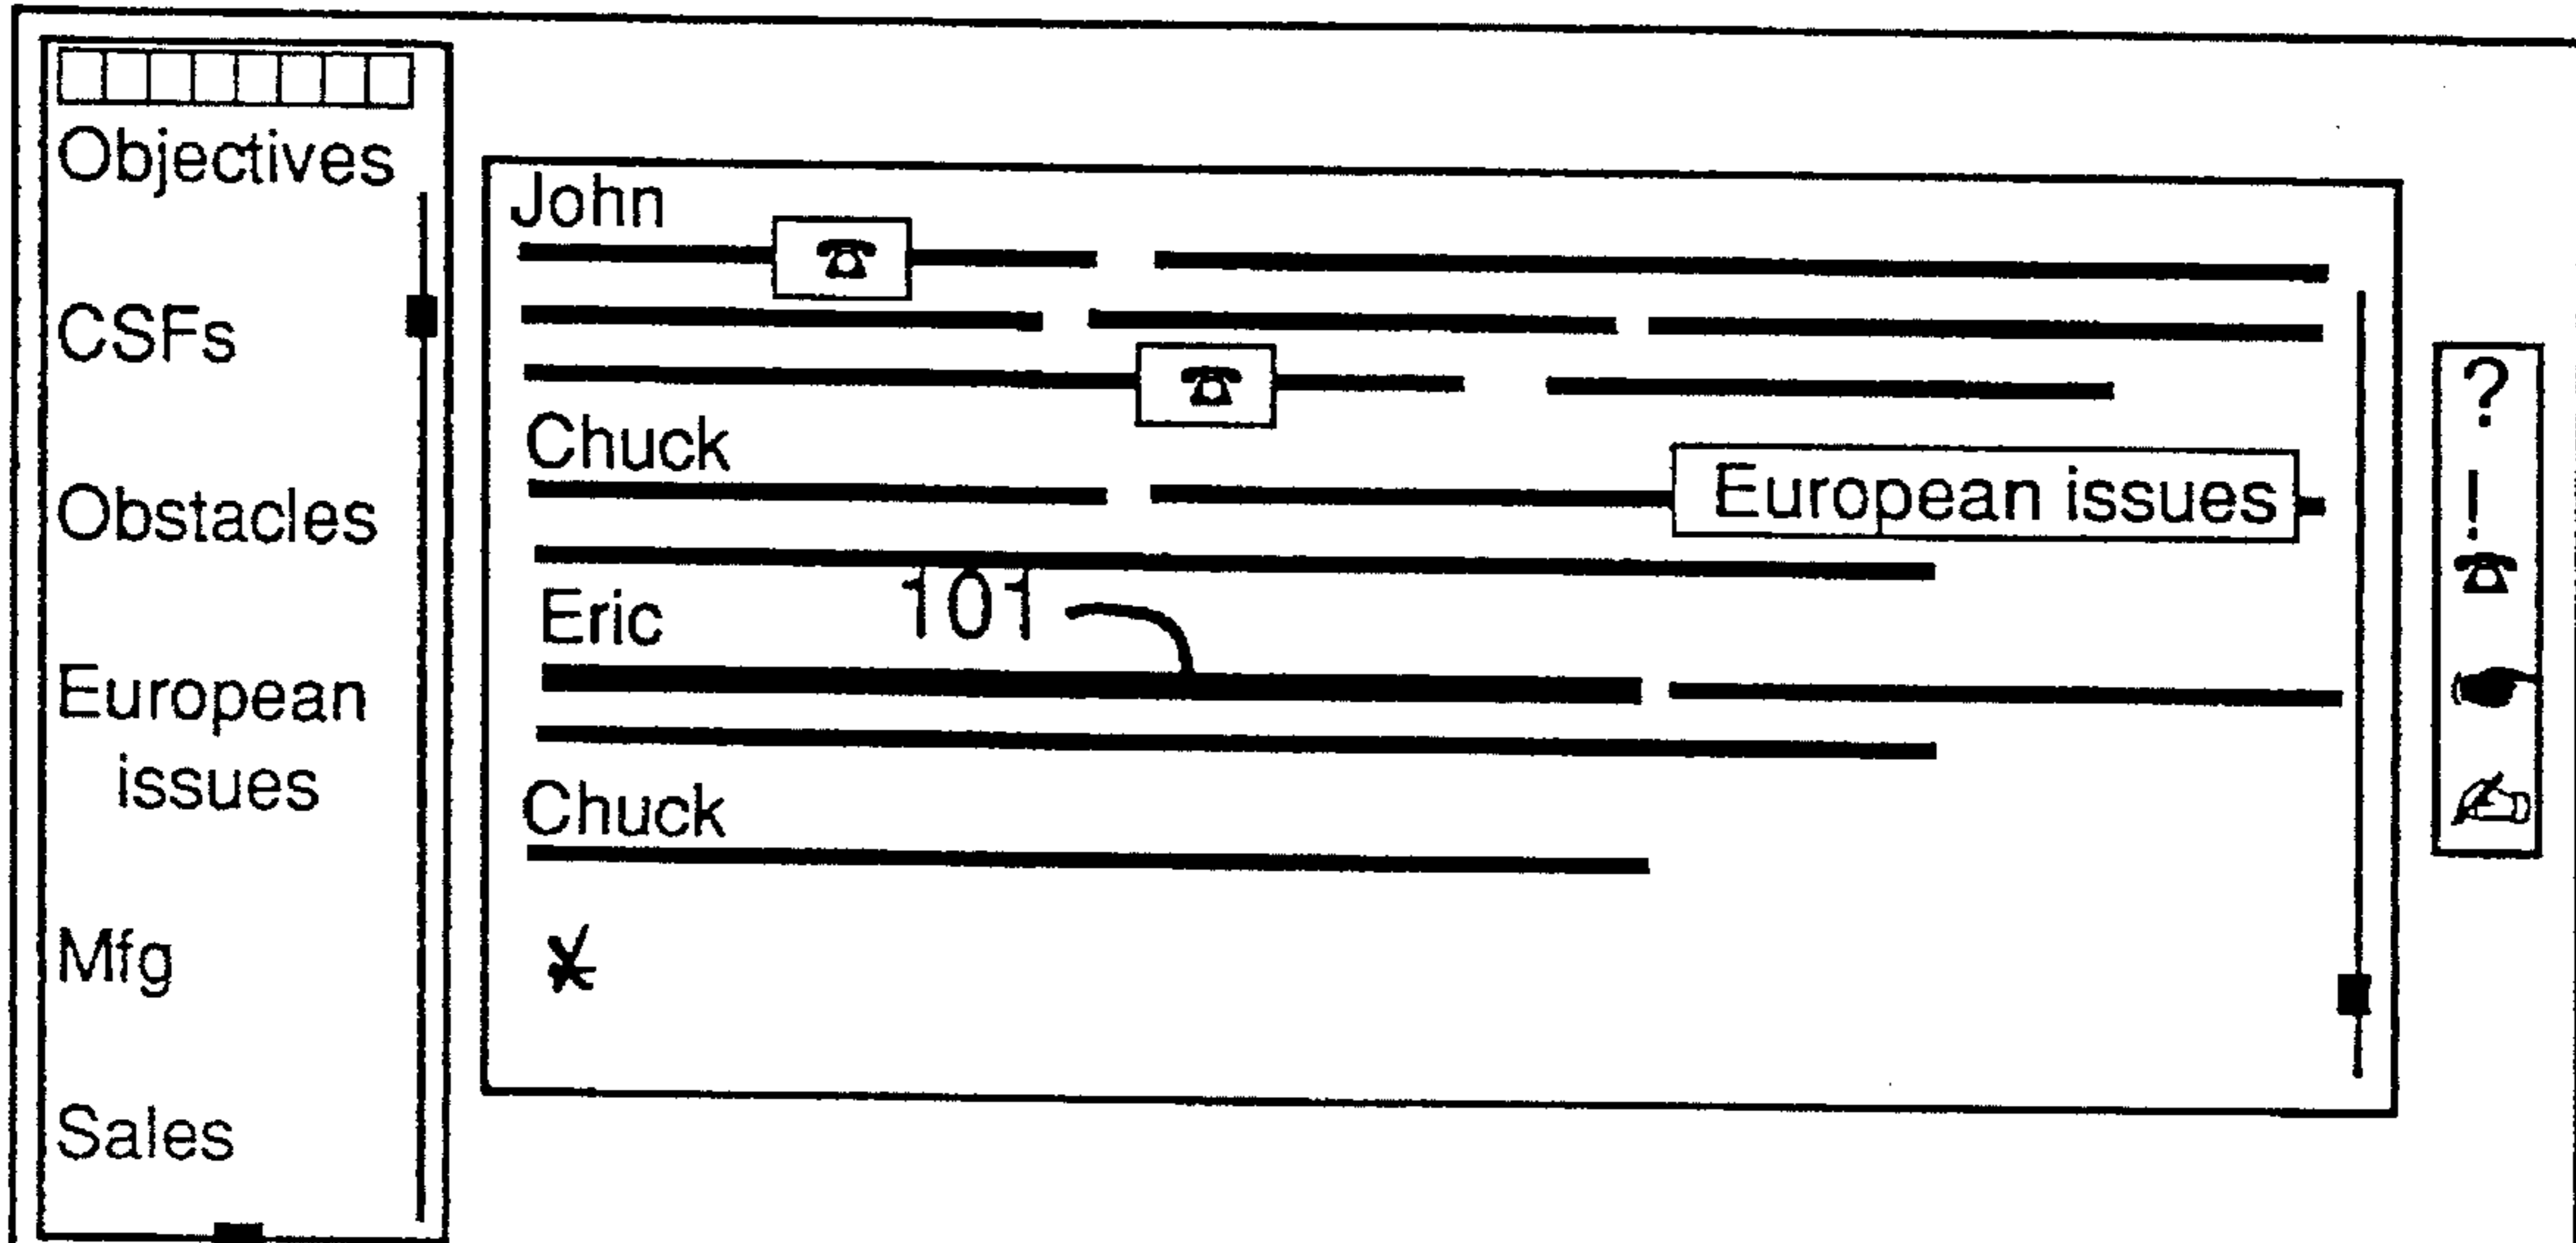 Objectives
CSFs
Obstacles
European
issues
Mfg
Sales
John
☎
☎
Chuck
European issues
Eric 101
Chuck
?
!
☎